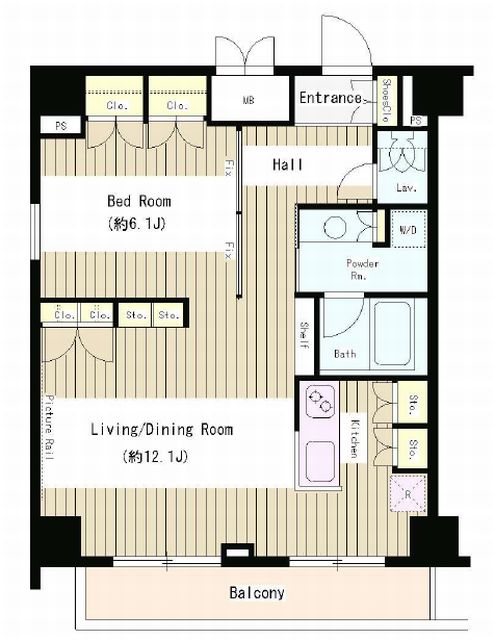 Clo.
Clo.
MB
Entrance
ShoesClo
PS
PS
Fix
Hall
Lav.
Bed Room
(約6.1J)
W/D
Fix
Powder
Rm.
Clo.
Clo.
Sto.
Sto.
Shelf
Bath
Picture Rail
Living/Dining Room
(約12.1J)
Kitchen
Sto.
Sto.
R
Balcony